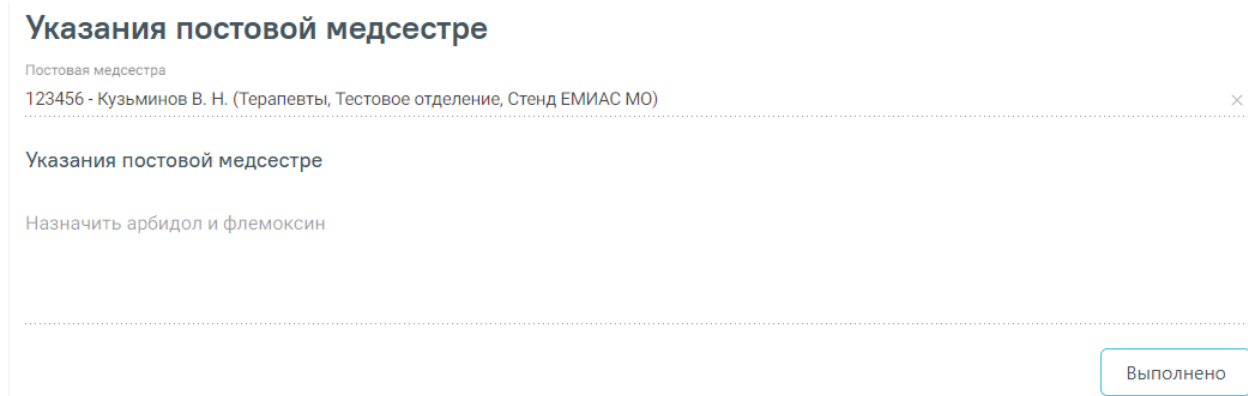 Указания постовой медсестре
Постовая медсестра
123456 - Кузьминов В. Н. (Терапевты, Тестовое отделение, Стенд ЕМИАС МО)
Указания постовой медсестре
Назначить арбидол и флемоксин
Выполнено